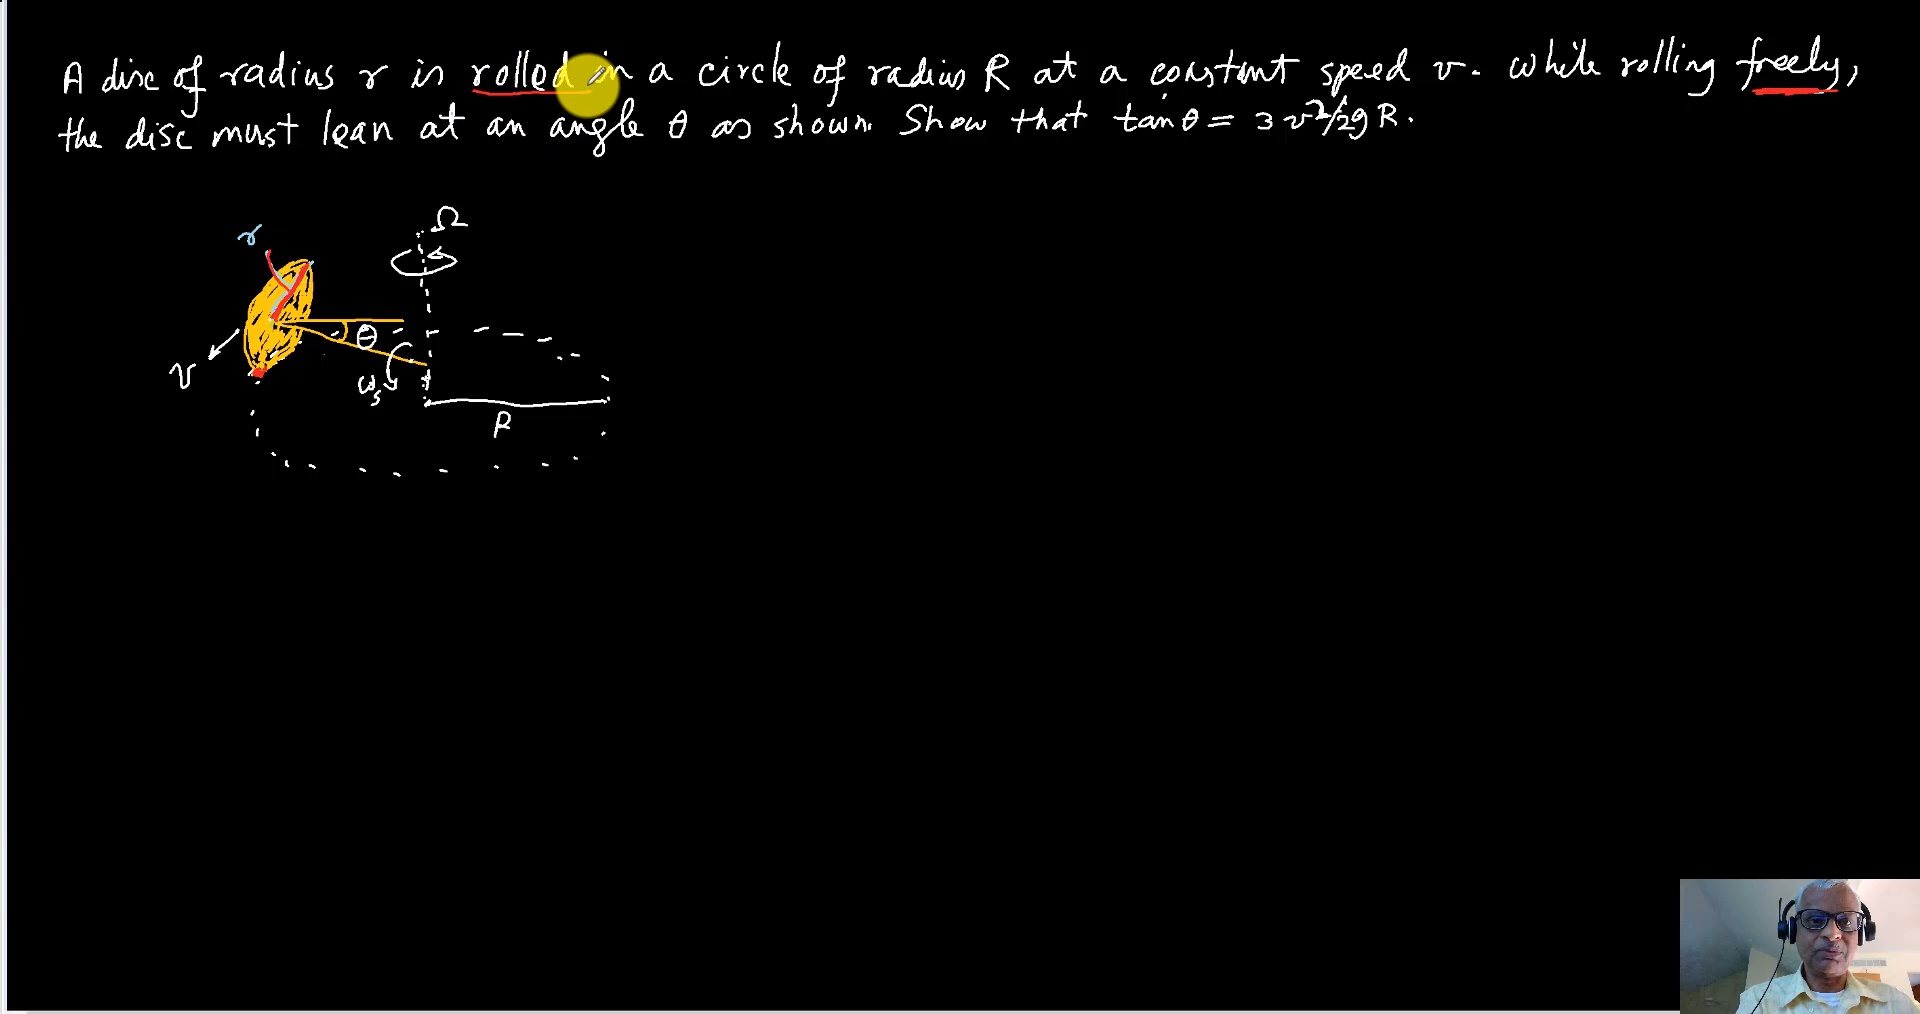 A disc of radius r is rolled in a circle of radius R at a constant speed v. While rolling freely,
the disc must lean at an angle θ as shown. Show that tanθ = 3v²/2gR.
r
Ω
θ
v
ωs
R